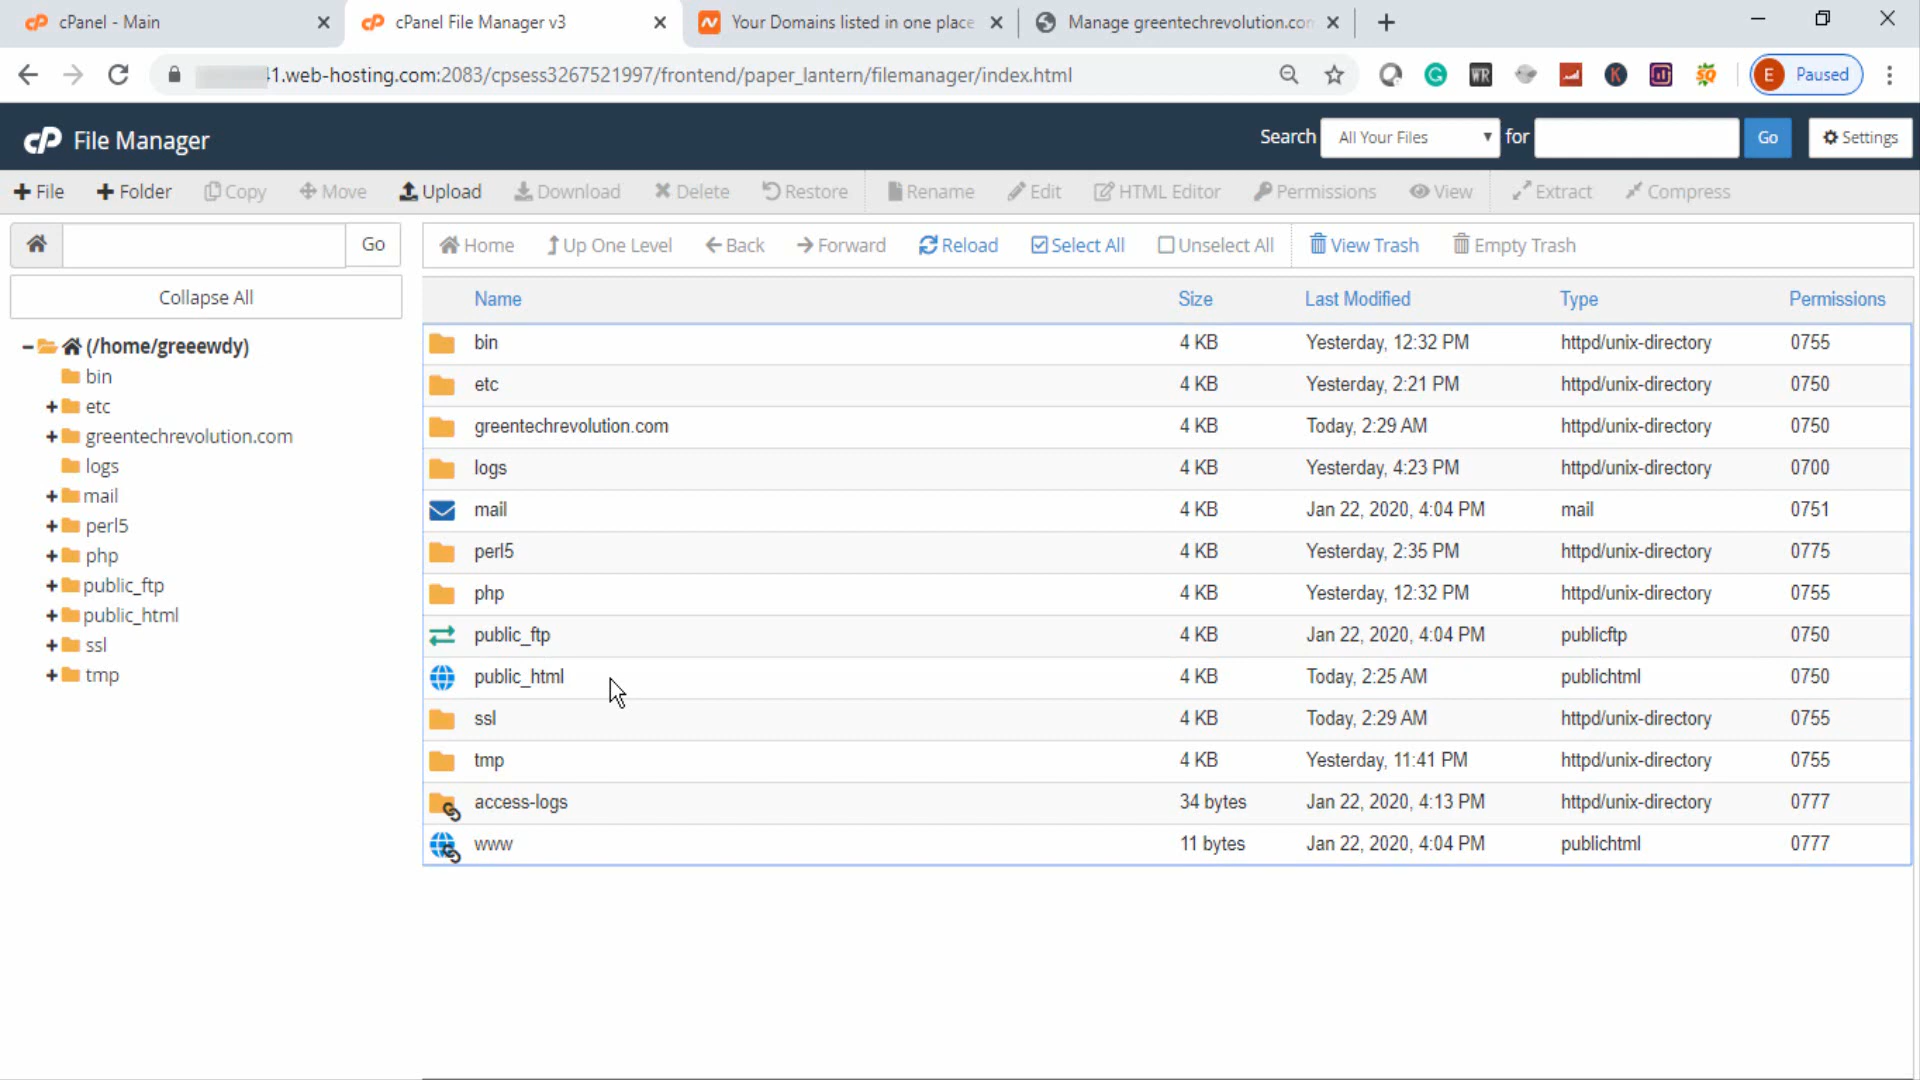 cPanel - Main
cPanel File Manager v3
Your Domains listed in one place
Manage greentechrevolution.con
1.web-hosting.com:2083/cpsess3267521997/frontend/paper_lantern/filemanager/index.html
WR
K
SQ
E Paused
cP File Manager
Search All Your Files for Go Settings
File Folder Copy Move Upload Download Delete Restore Rename Edit HTML Editor Permissions View Extract Compress
Go
Home Up One Level Back Forward Reload Select All Unselect All View Trash Empty Trash
Collapse All
(/home/greeewdy)
bin
etc
greentechrevolution.com
logs
mail
perl5
php
public_ftp
public_html
ssl
tmp
Name Size Last Modified Type Permissions
bin 4 KB Yesterday, 12:32 PM httpd/unix-directory 0755
etc 4 KB Yesterday, 2:21 PM httpd/unix-directory 0750
greentechrevolution.com 4 KB Today, 2:29 AM httpd/unix-directory 0750
logs 4 KB Yesterday, 4:23 PM httpd/unix-directory 0700
mail 4 KB Jan 22, 2020, 4:04 PM mail 0751
perl5 4 KB Yesterday, 2:35 PM httpd/unix-directory 0775
php 4 KB Yesterday, 12:32 PM httpd/unix-directory 0755
public_ftp 4 KB Jan 22, 2020, 4:04 PM publicftp 0750
public_html 4 KB Today, 2:25 AM publichtml 0750
ssl 4 KB Today, 2:29 AM httpd/unix-directory 0755
tmp 4 KB Yesterday, 11:41 PM httpd/unix-directory 0755
access-logs 34 bytes Jan 22, 2020, 4:13 PM httpd/unix-directory 0777
www 11 bytes Jan 22, 2020, 4:04 PM publichtml 0777